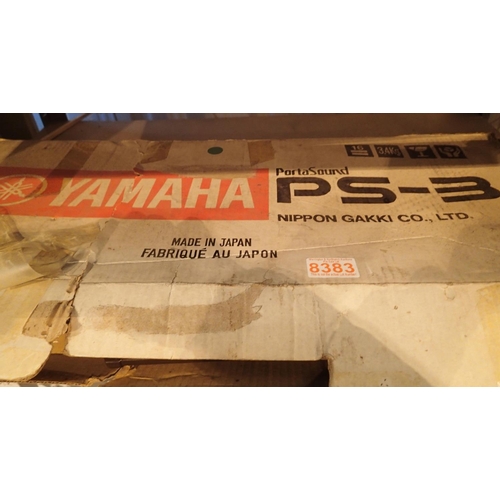 YAMAHA
PortaSound
PS-3
NIPPON GAKKI CO., LTD.
MADE IN JAPAN
FABRIQUÉ AU JAPON
8383